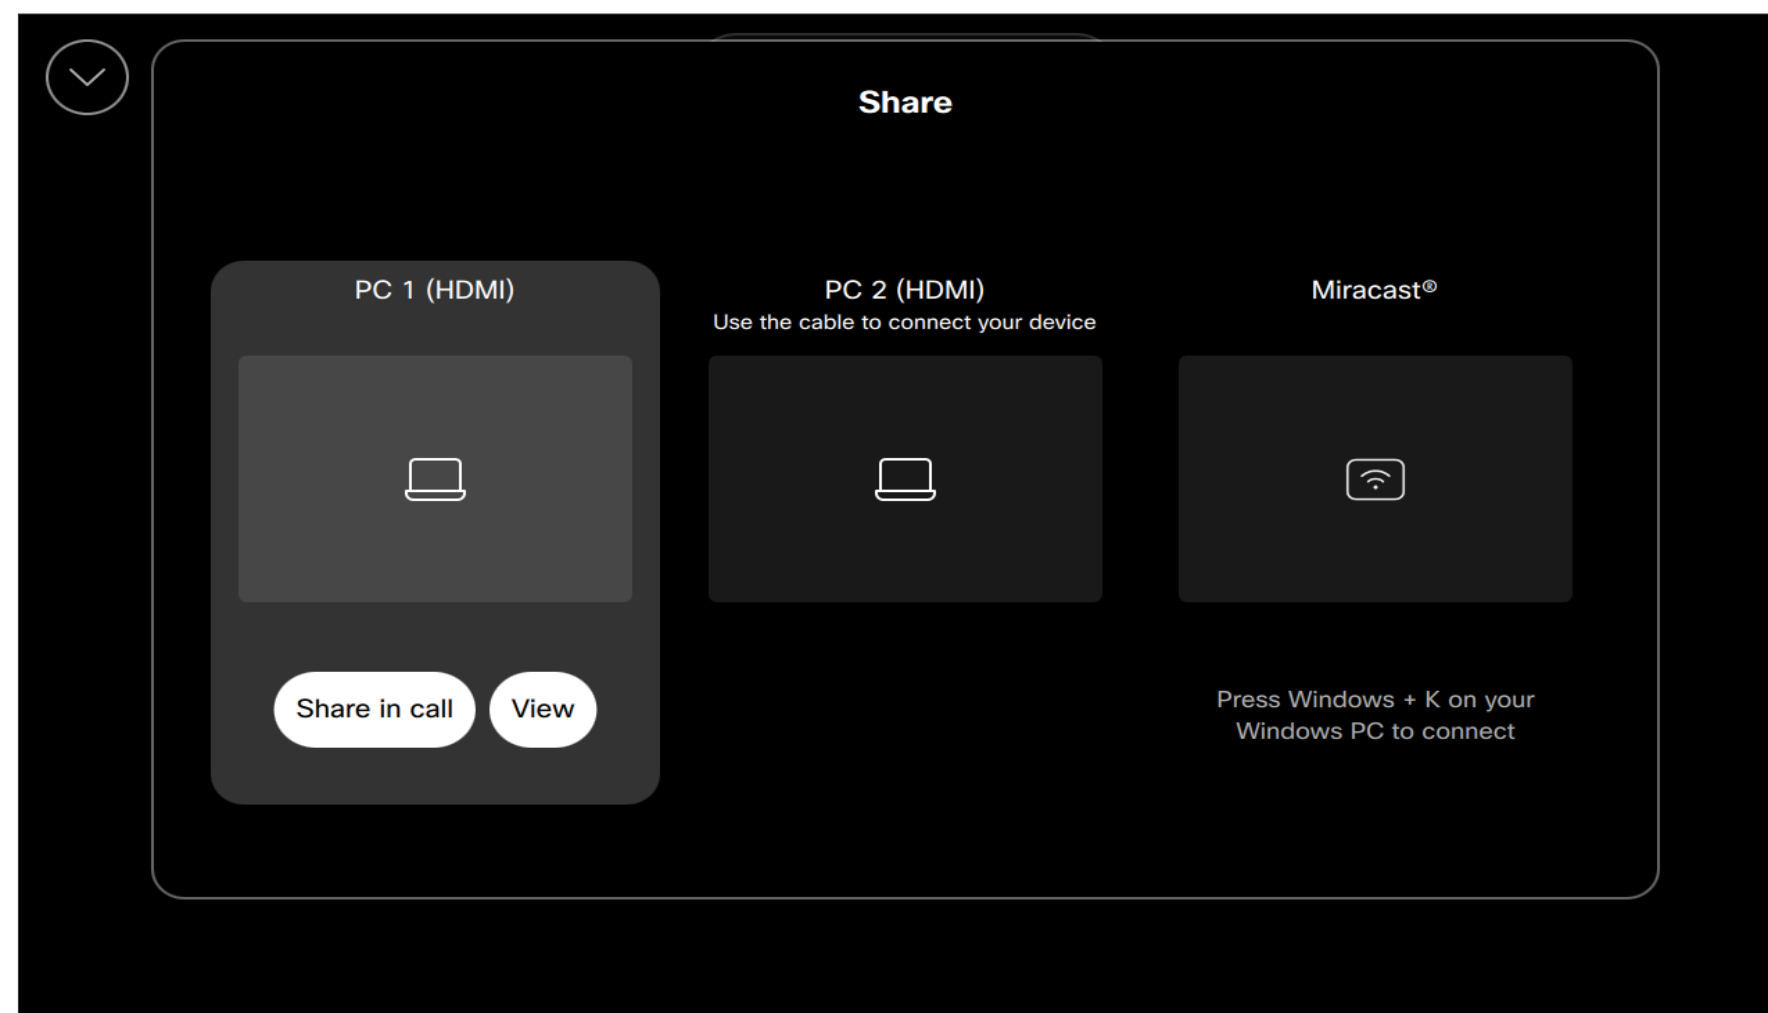 Share
PC 1 (HDMI)
Share in call
View
PC 2 (HDMI)
Use the cable to connect your device
Miracast®
Press Windows + K on your
Windows PC to connect